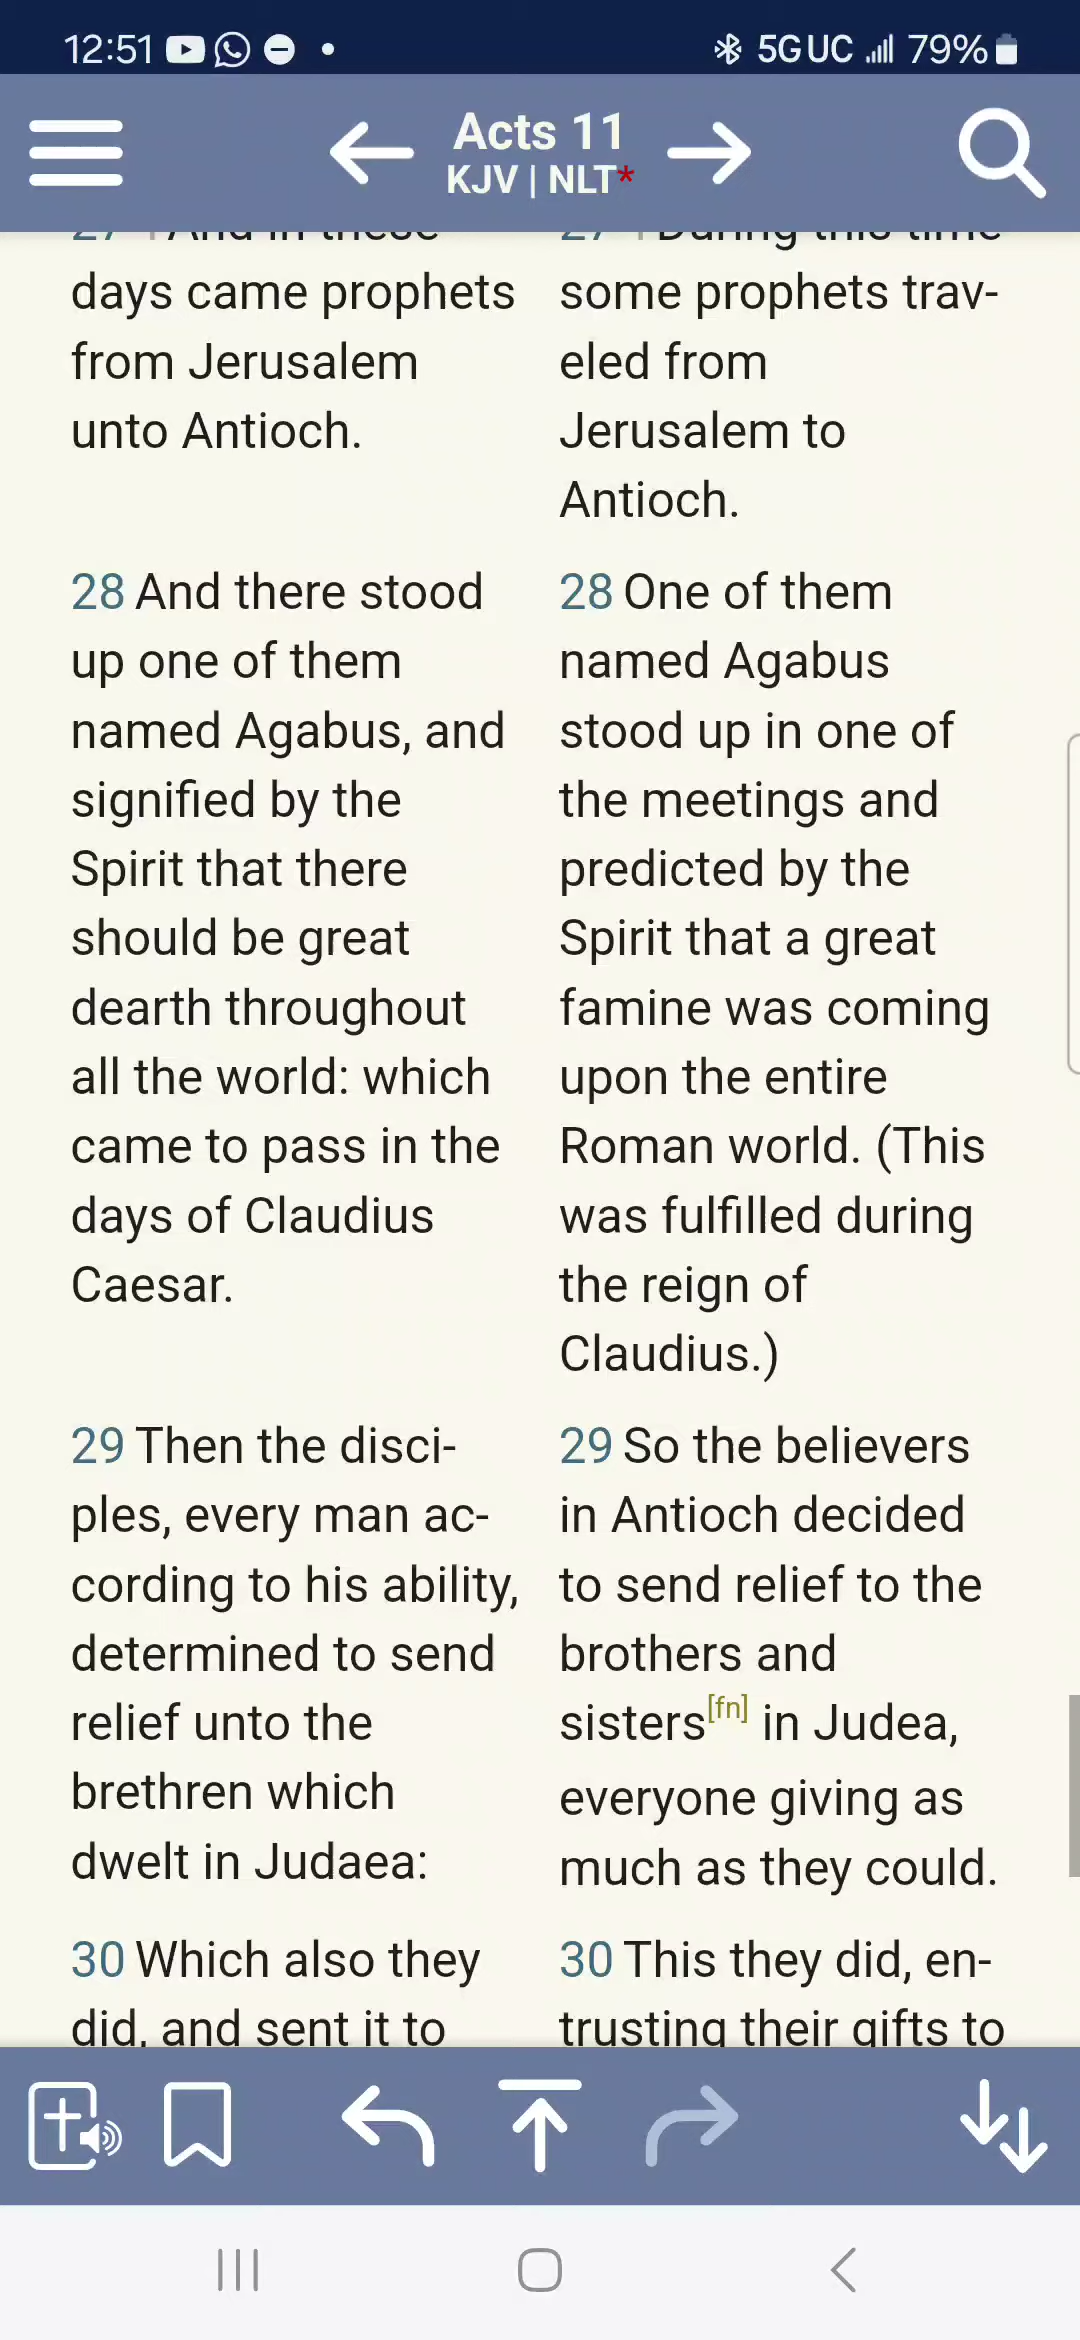 12:51
5G UC 79%
Acts 11
KJV | NLT*
27 And in these
days came prophets
from Jerusalem
unto Antioch.
28 And there stood
up one of them
named Agabus, and
signified by the
Spirit that there
should be great
dearth throughout
all the world: which
came to pass in the
days of Claudius
Caesar.
29 Then the disci-
ples, every man ac-
cording to his ability,
determined to send
relief unto the
brethren which
dwelt in Judaea:
30 Which also they
did, and sent it to
27 During this time
some prophets trav-
eled from
Jerusalem to
Antioch.
28 One of them
named Agabus
stood up in one of
the meetings and
predicted by the
Spirit that a great
famine was coming
upon the entire
Roman world. (This
was fulfilled during
the reign of
Claudius.)
29 So the believers
in Antioch decided
to send relief to the
brothers and
sisters[fn] in Judea,
everyone giving as
much as they could.
30 This they did, en-
trusting their gifts to